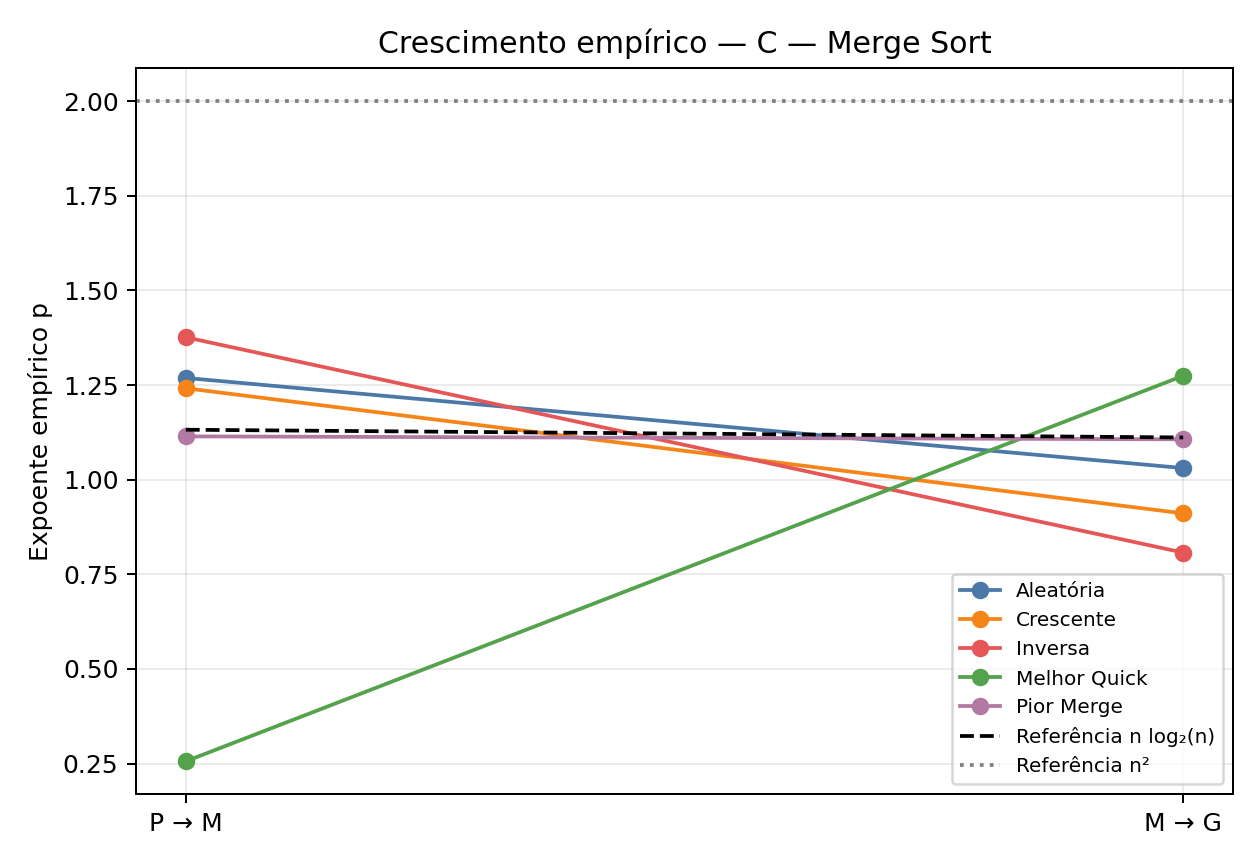 Crescimento empírico — C — Merge Sort
Expoente empírico p
2.00
1.75
1.50
1.25
1.00
0.75
0.50
0.25
P → M
M → G
Aleatória
Crescente
Inversa
Melhor Quick
Pior Merge
Referência n log₂(n)
Referência n²